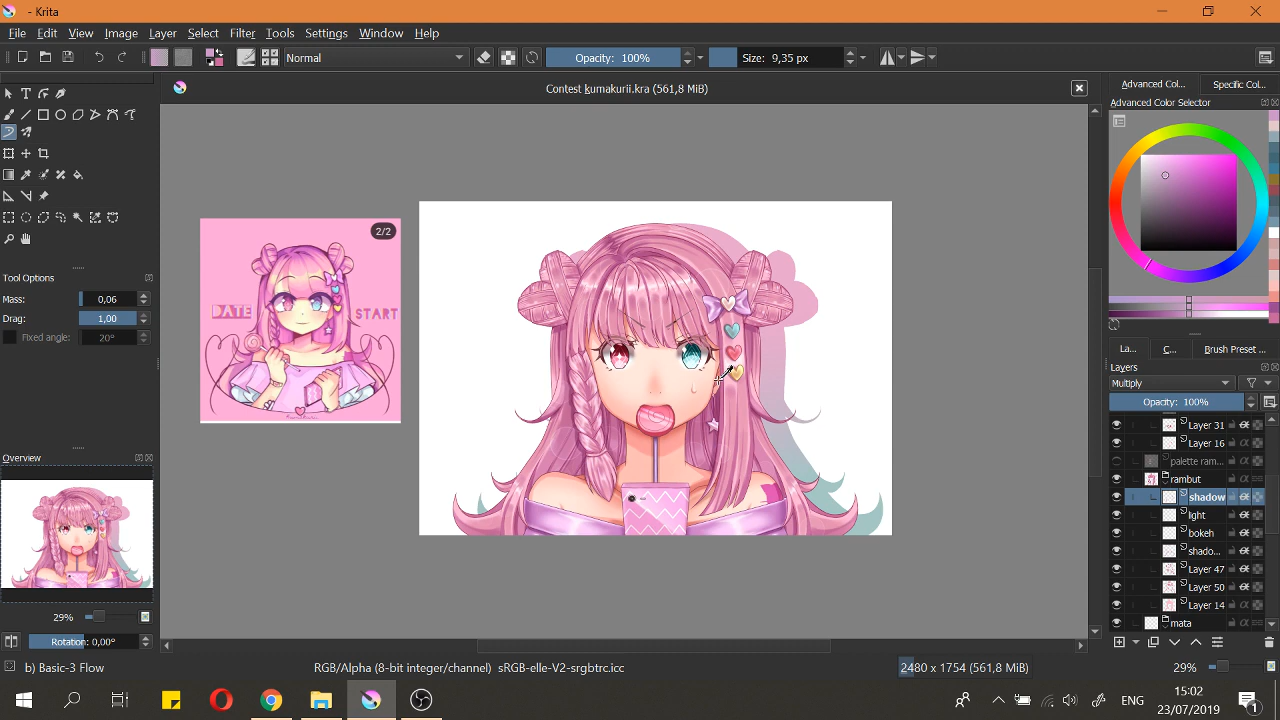 - Krita
File Edit View Image Layer Select Filter Tools Settings Window Help
Normal Opacity: 100% Size: 9,35 px
Contest kumakurii.kra (561,8 MiB)
Advanced Col... Specific Col...
Advanced Color Selector
2/2
DATE START
Tool Options
Mass: 0,06
Drag: 1,00
Fixed angle: 20°
La... C... Brush Preset ...
Layers
Multiply
Opacity: 100%
Layer 31
Layer 16
palette ram...
rambut
shadow
light
bokeh
shado...
Layer 47
Layer 50
Layer 14
mata
Overview
29%
Rotation: 0,00°
b) Basic-3 Flow
RGB/Alpha (8-bit integer/channel) sRGB-elle-V2-srgbtrc.icc
2480 x 1754 (561,8 MiB)
29%
ENG
15:02
23/07/2019
1